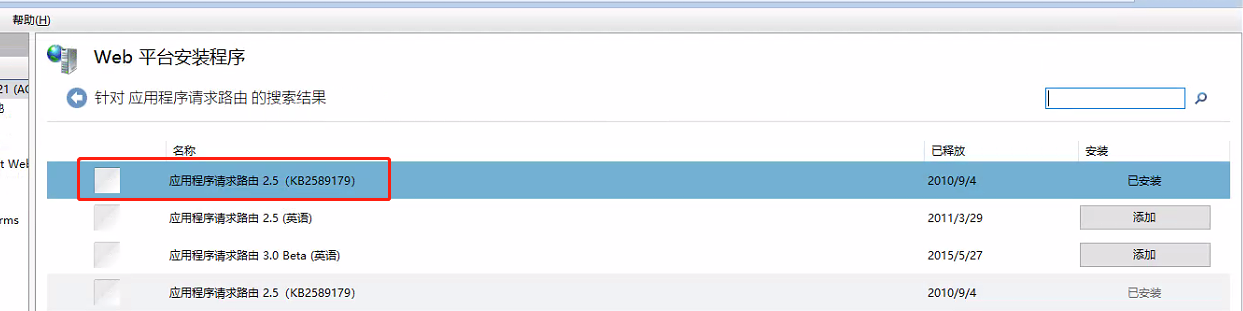 帮助(H)
Web 平台安装程序
21 (AC
针对 应用程序请求路由 的搜索结果
名称 已释放 安装
t Web
应用程序请求路由 2.5（KB2589179） 2010/9/4 已安装
rms
应用程序请求路由 2.5 (英语) 2011/3/29 添加
应用程序请求路由 3.0 Beta (英语) 2015/5/27 添加
应用程序请求路由 2.5（KB2589179） 2010/9/4 已安装